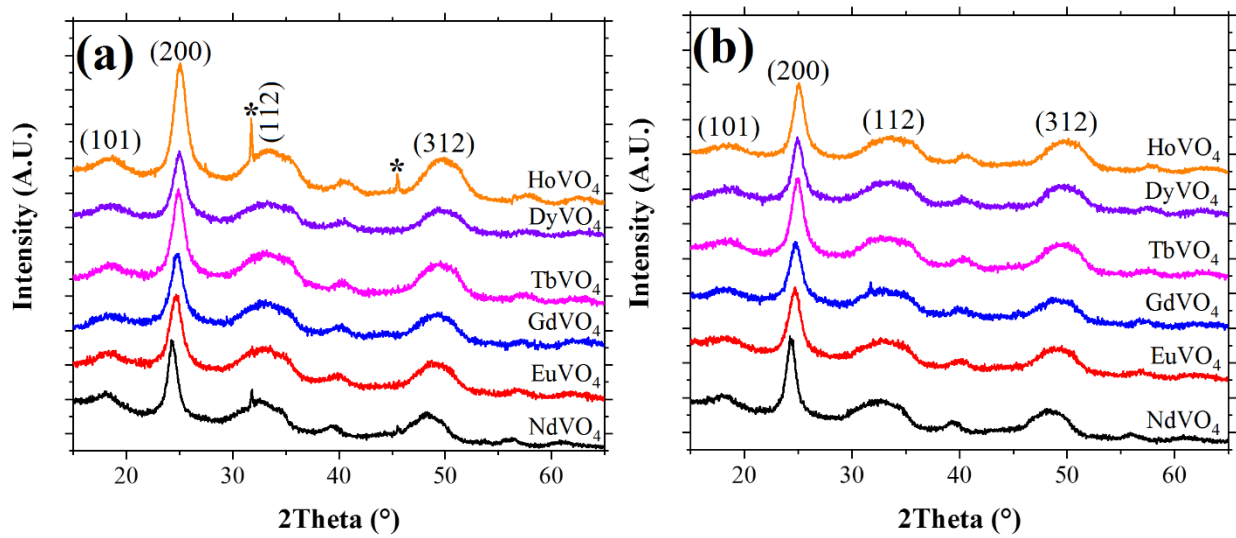 (a)
(200)
*
(112)
(101)
*
(312)
HoVO₄
DyVO₄
TbVO₄
GdVO₄
EuVO₄
NdVO₄
Intensity (A.U.)
20 30 40 50 60
2Theta (°)
(b)
(200)
(101)
(112)
(312)
HoVO₄
DyVO₄
TbVO₄
GdVO₄
EuVO₄
NdVO₄
Intensity (A.U.)
20 30 40 50 60
2Theta (°)